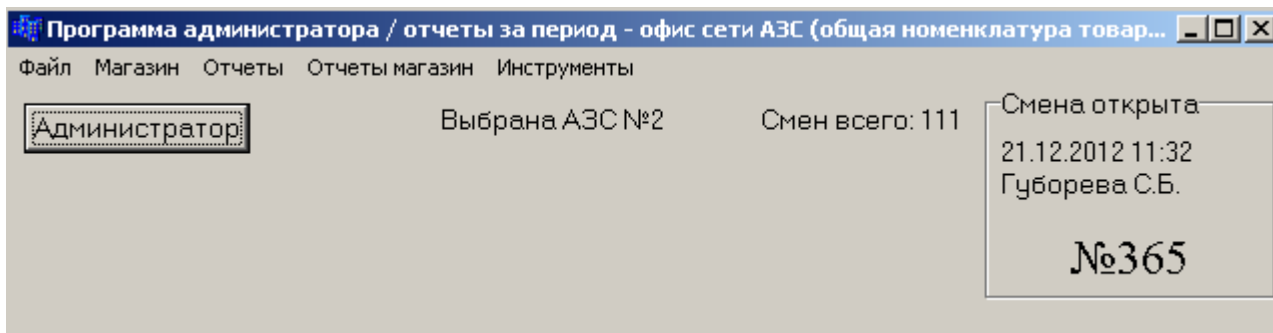 Программа администратора / отчеты за период - офис сети АЗС (общая номенклатура товар...
Файл Магазин Отчеты Отчеты магазин Инструменты
Администратор
Выбрана АЗС №2
Смен всего: 111
Смена открыта
21.12.2012 11:32
Губорева С.Б.
№365